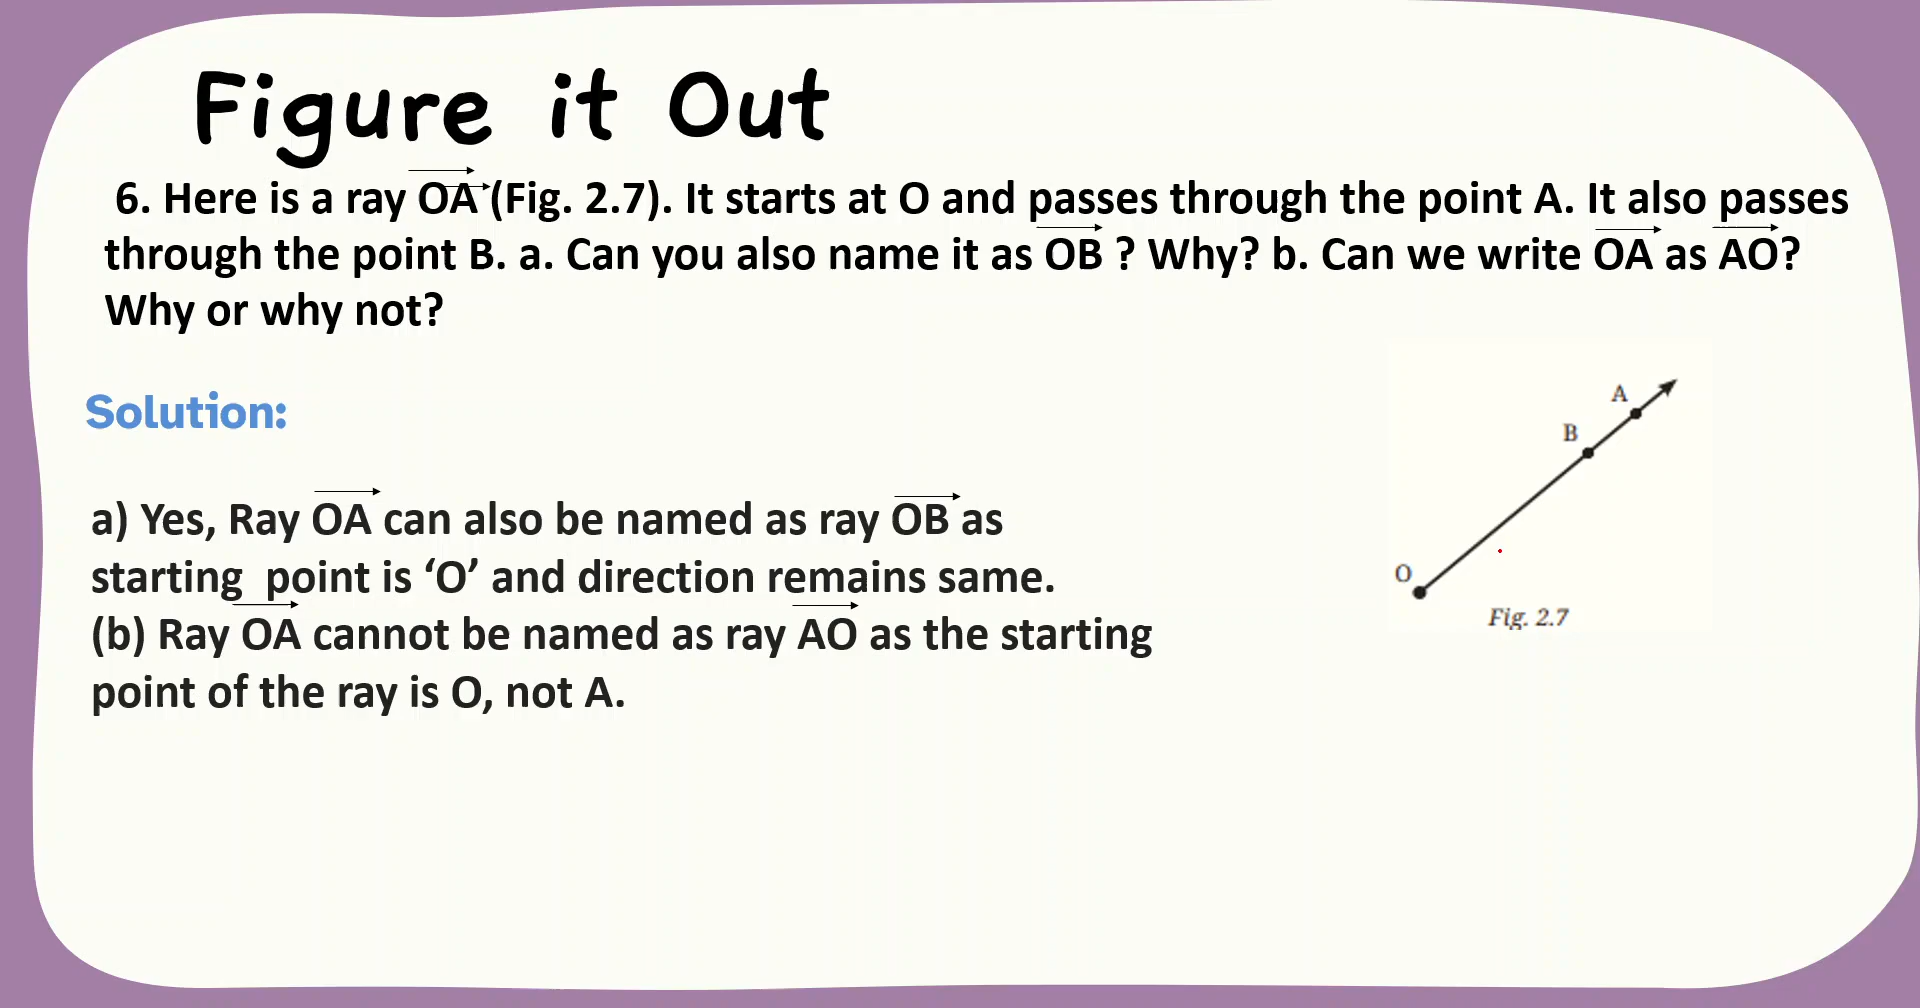 Figure it Out
6. Here is a ray OA (Fig. 2.7). It starts at O and passes through the point A. It also passes
through the point B. a. Can you also name it as OB ? Why? b. Can we write OA as AO?
Why or why not?
Solution:
a) Yes, Ray OA can also be named as ray OB as
starting  point is ‘O’ and direction remains same.
(b) Ray OA cannot be named as ray AO as the starting
point of the ray is O, not A.
A
B
O
Fig. 2.7